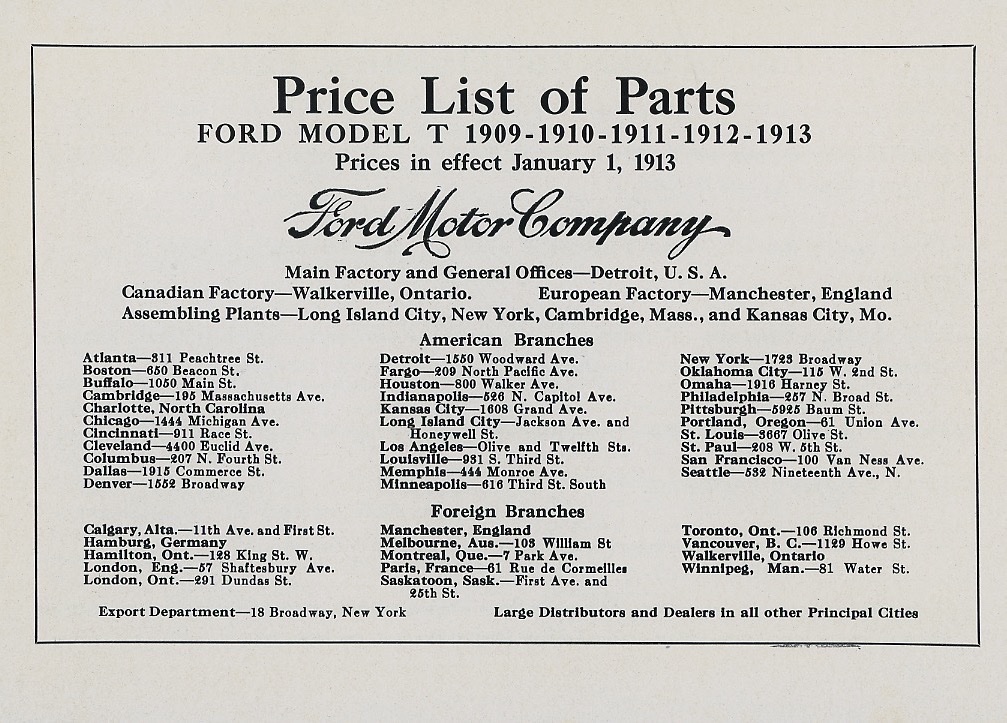 Price List of Parts
FORD MODEL T 1909-1910-1911-1912-1913
Prices in effect January 1, 1913
Ford Motor Company
Main Factory and General Offices—Detroit, U. S. A.
Canadian Factory—Walkerville, Ontario. European Factory—Manchester, England
Assembling Plants—Long Island City, New York, Cambridge, Mass., and Kansas City, Mo.
American Branches
Atlanta—311 Peachtree St.
Boston—650 Beacon St.
Buffalo—1050 Main St.
Cambridge—195 Massachusetts Ave.
Charlotte, North Carolina
Chicago—1444 Michigan Ave.
Cincinnati—911 Race St.
Cleveland—4400 Euclid Ave.
Columbus—207 N. Fourth St.
Dallas—1915 Commerce St.
Denver—1552 Broadway
Detroit—1550 Woodward Ave.
Fargo—209 North Pacific Ave.
Houston—800 Walker Ave.
Indianapolis—526 N. Capitol Ave.
Kansas City—1608 Grand Ave.
Long Island City—Jackson Ave. and
Honeywell St.
Los Angeles—Olive and Twelfth Sts.
Louisville—931 S. Third St.
Memphis—444 Monroe Ave.
Minneapolis—616 Third St. South
New York—1723 Broadway
Oklahoma City—115 W. 2nd St.
Omaha—1916 Harney St.
Philadelphia—257 N. Broad St.
Pittsburgh—5925 Baum St.
Portland, Oregon—61 Union Ave.
St. Louis—3667 Olive St.
St. Paul—208 W. 5th St.
San Francisco—100 Van Ness Ave.
Seattle—532 Nineteenth Ave., N.
Foreign Branches
Calgary, Alta.—11th Ave. and First St.
Hamburg, Germany
Hamilton, Ont.—128 King St. W.
London, Eng.—57 Shaftesbury Ave.
London, Ont.—291 Dundas St.
Manchester, England
Melbourne, Aus.—103 William St
Montreal, Que.—7 Park Ave.
Paris, France—61 Rue de Cormeilles
Saskatoon, Sask.—First Ave. and
25th St.
Toronto, Ont.—106 Richmond St.
Vancouver, B. C.—1129 Howe St.
Walkerville, Ontario
Winnipeg, Man.—81 Water St.
Export Department—18 Broadway, New York Large Distributors and Dealers in all other Principal Cities